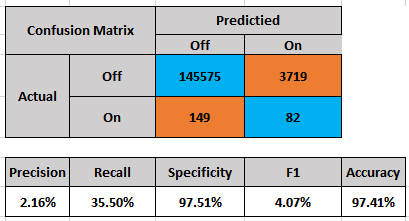 Confusion Matrix Predictied
Off On
Actual Off 145575 3719
On 149 82
Precision Recall Specificity F1 Accuracy
2.16% 35.50% 97.51% 4.07% 97.41%